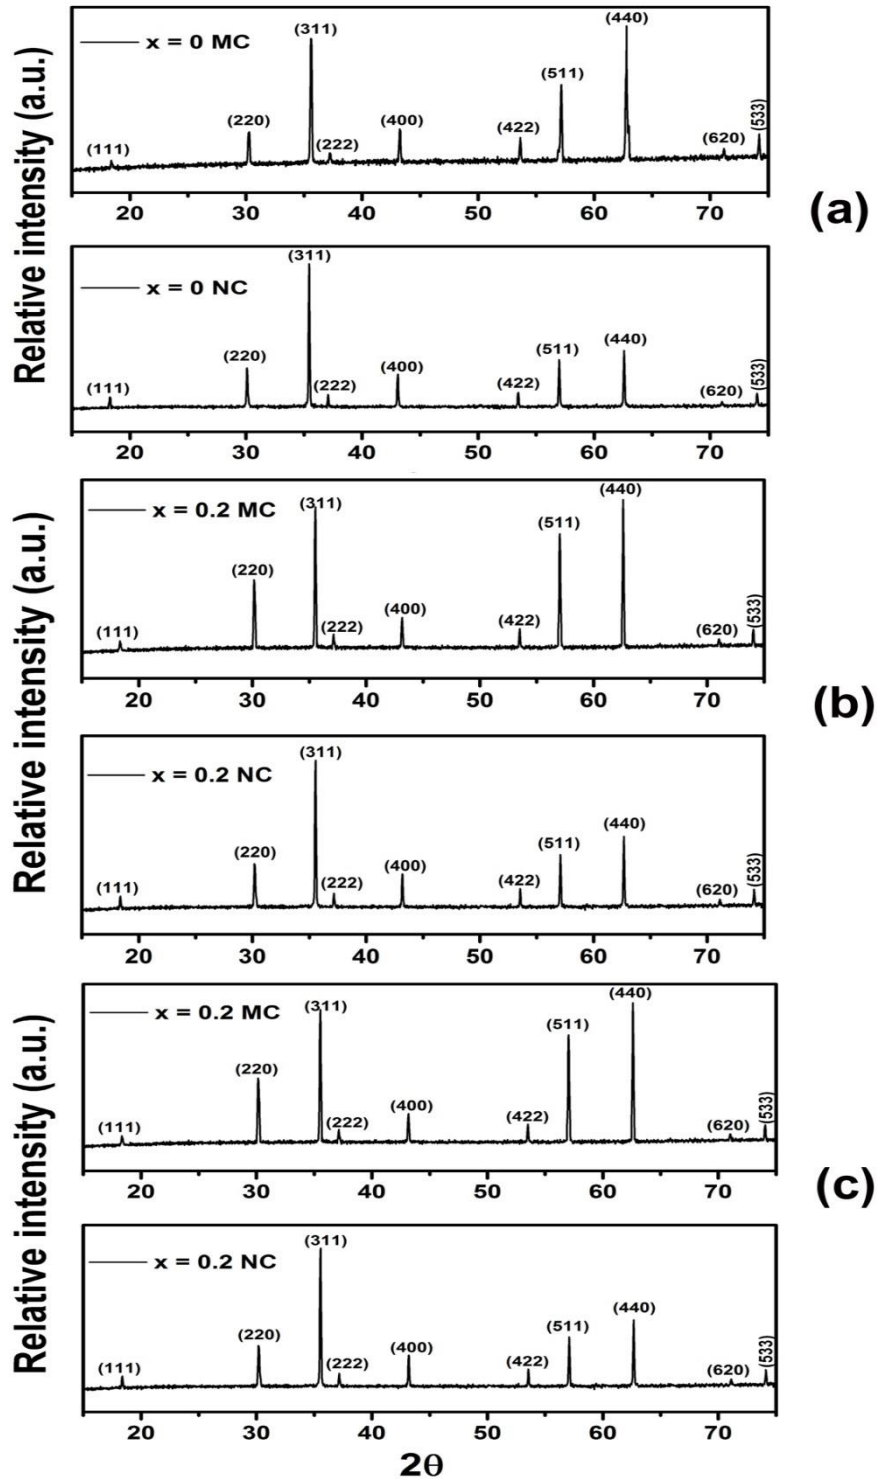 Relative intensity (a.u.)
x = 0 MC
(111) (220) (311) (222) (400) (422) (511) (440) (620) (533)
20 30 40 50 60 70
(a)
x = 0 NC
(111) (220) (311) (222) (400) (422) (511) (440) (620) (533)
20 30 40 50 60 70
Relative intensity (a.u.)
x = 0.2 MC
(111) (220) (311) (222) (400) (422) (511) (440) (620) (533)
20 30 40 50 60 70
(b)
x = 0.2 NC
(111) (220) (311) (222) (400) (422) (511) (440) (620) (533)
20 30 40 50 60 70
Relative intensity (a.u.)
x = 0.2 MC
(111) (220) (311) (222) (400) (422) (511) (440) (620) (533)
20 30 40 50 60 70
(c)
x = 0.2 NC
(111) (220) (311) (222) (400) (422) (511) (440) (620) (533)
20 30 40 50 60 70
2θ